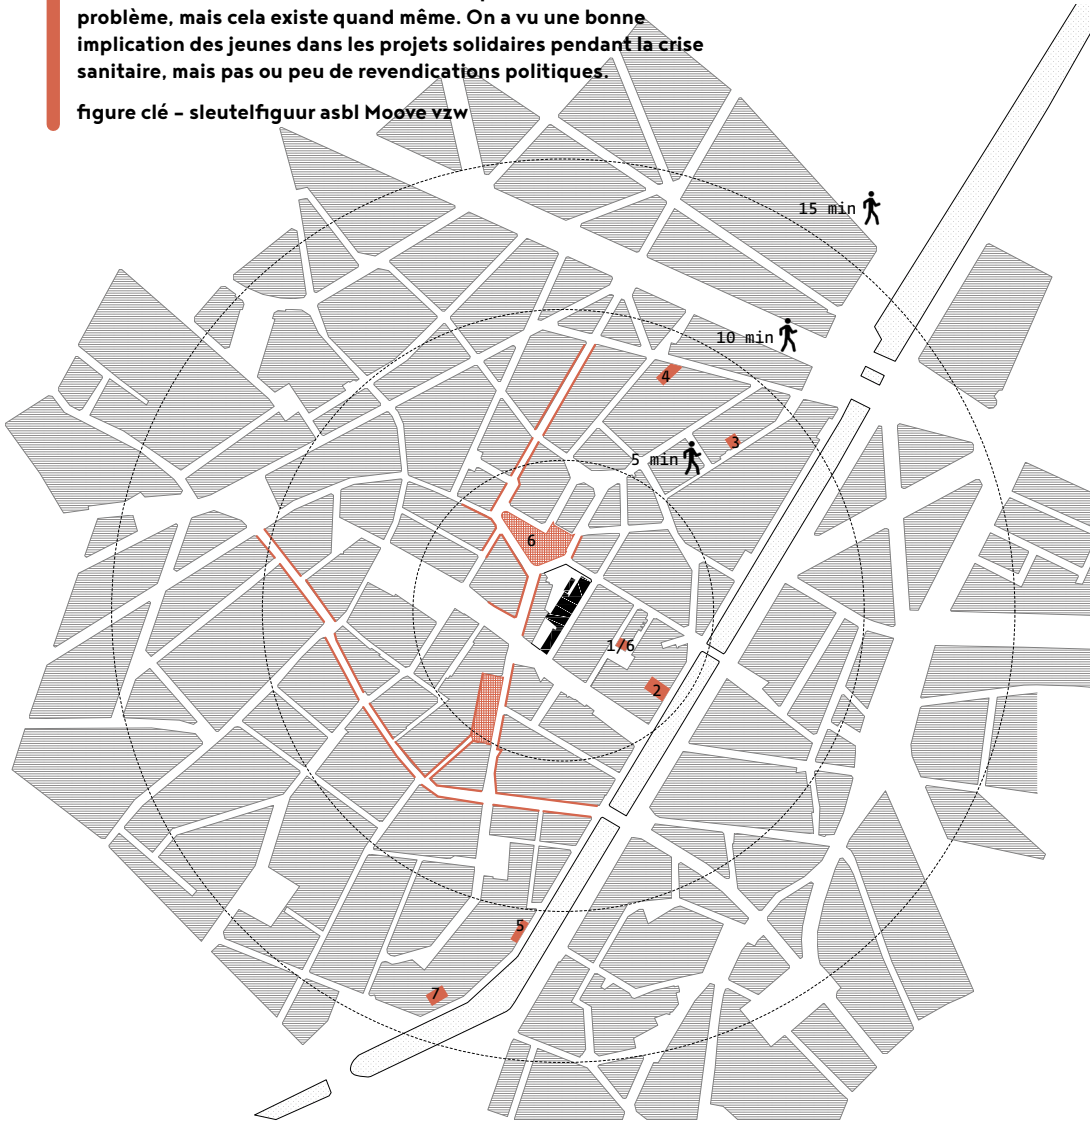 problème, mais cela existe quand même. On a vu une bonne
implication des jeunes dans les projets solidaires pendant la crise
sanitaire, mais pas ou peu de revendications politiques.
figure clé – sleutelfiguur asbl Moove vzw
15 min
10 min
4
3
5 min
6
1/6
2
5
7